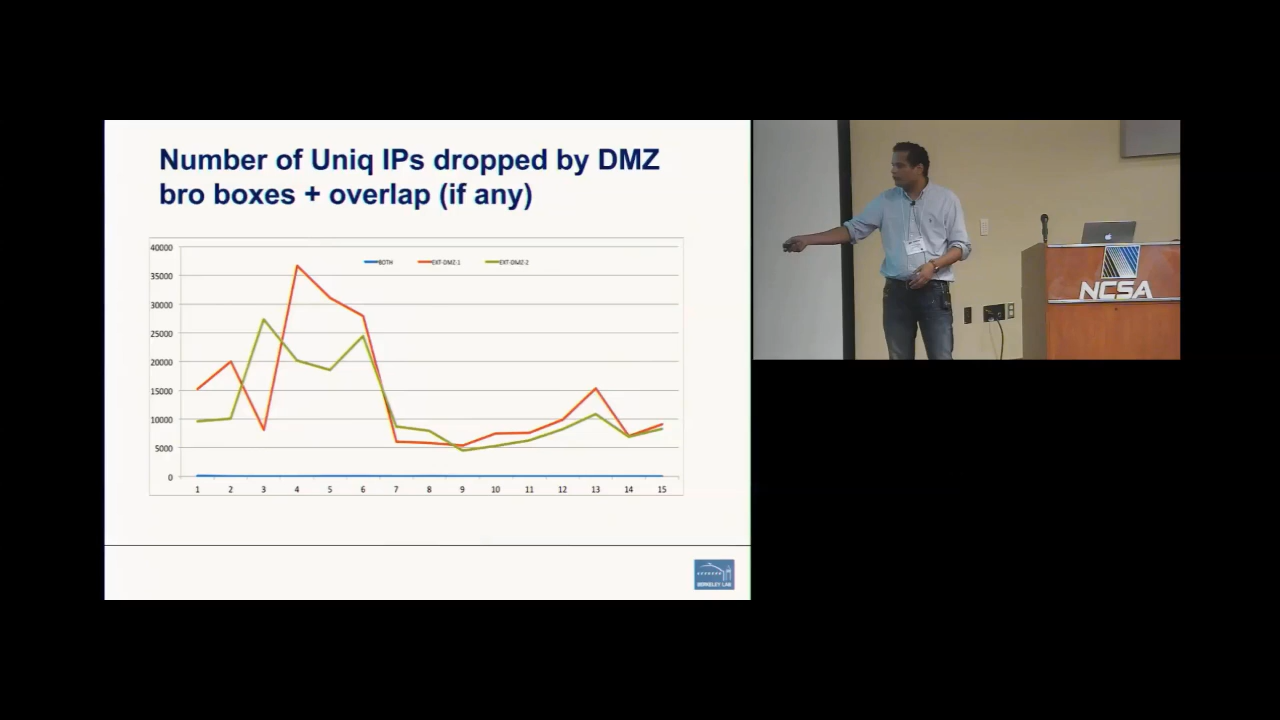 Number of Uniq IPs dropped by DMZ
bro boxes + overlap (if any)
40000
35000
30000
25000
20000
15000
10000
5000
0
BOTH
EXT-DMZ-1
EXT-DMZ-2
1 2 3 4 5 6 7 8 9 10 11 12 13 14 15
BERKELEY LAB
NCSA